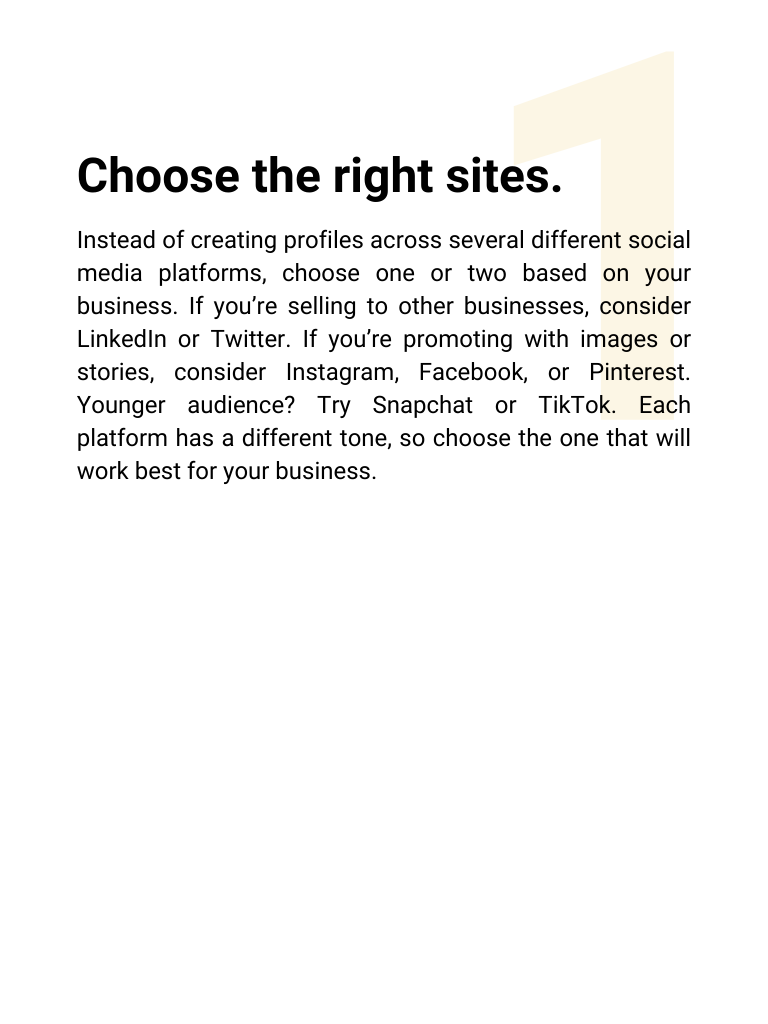 1
Choose the right sites.
Instead of creating profiles across several different social
media platforms, choose one or two based on your
business. If you’re selling to other businesses, consider
LinkedIn or Twitter. If you’re promoting with images or
stories, consider Instagram, Facebook, or Pinterest.
Younger audience? Try Snapchat or TikTok. Each
platform has a different tone, so choose the one that will
work best for your business.